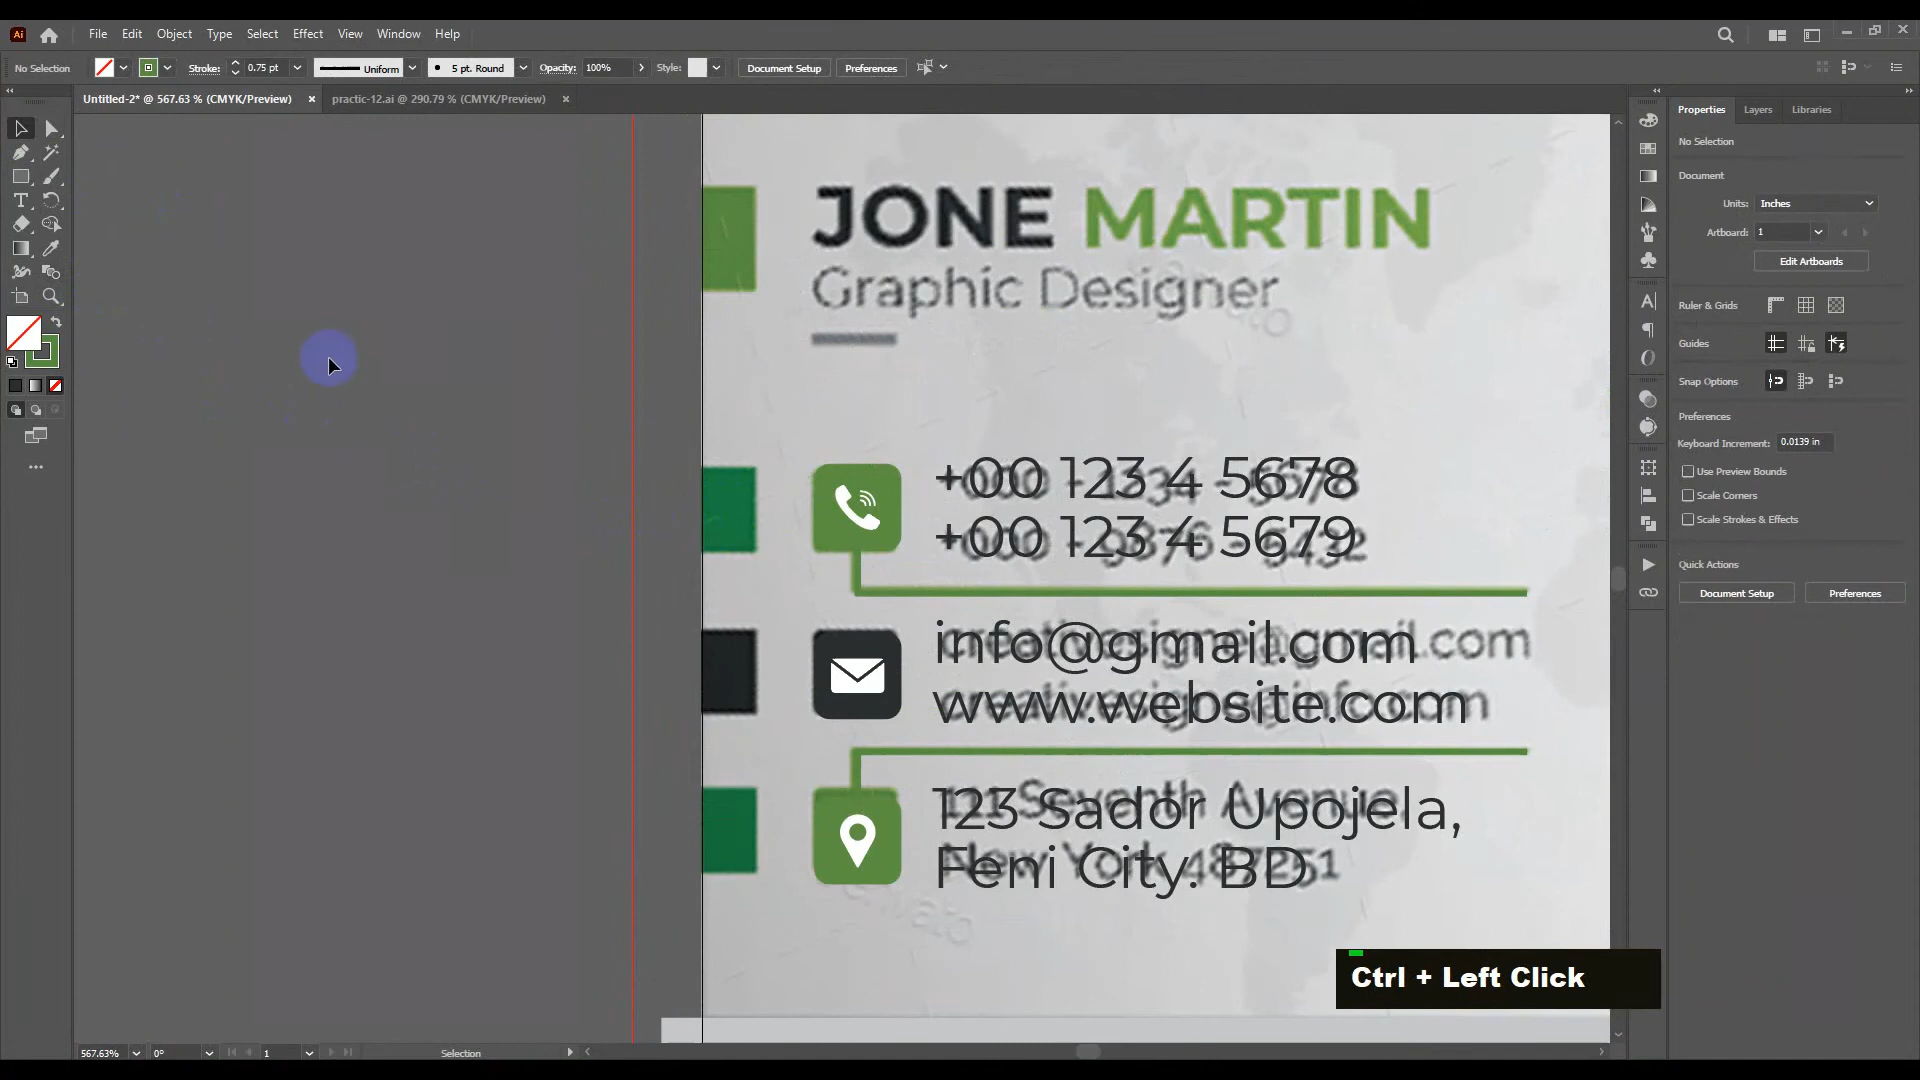 Ai File Edit Object Type Select Effect View Window Help
No Selection Stroke: 0.75 pt Uniform 5 pt. Round Opacity: 100% Style: Document Setup Preferences
Untitled-2* @ 567.63 % (CMYK/Preview) × practic-12.ai @ 290.79 % (CMYK/Preview) ×
Properties Layers Libraries
No Selection
Document
Units: Inches
Artboard: 1
Edit Artboards
Ruler & Grids
Guides
Snap Options
Preferences
Keyboard Increment: 0.0139 in
Use Preview Bounds
Scale Corners
Scale Strokes & Effects
Quick Actions
Document Setup Preferences
JONE MARTIN
Graphic Designer
+000 123 4 5678
+000 123 4 5679
info@gmail.com
www.website.com
123 Sador Upojela,
Feni City. BD
Ctrl + Left Click
567.63% 0° 1 Selection